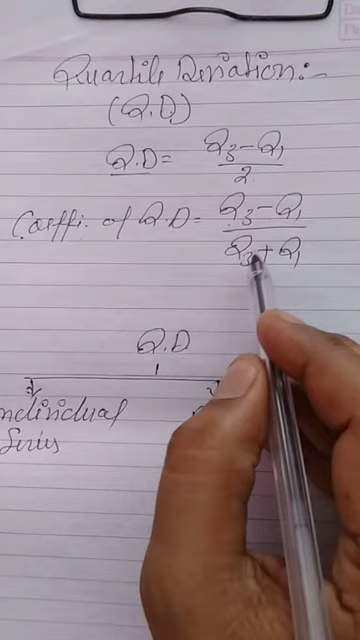 Quartile Deviation:-
(Q.D)
Q.D = Q3-Q1
2
Coeffi. of Q.D = Q3-Q1
Q3+Q1
Q.D
Individual
Series